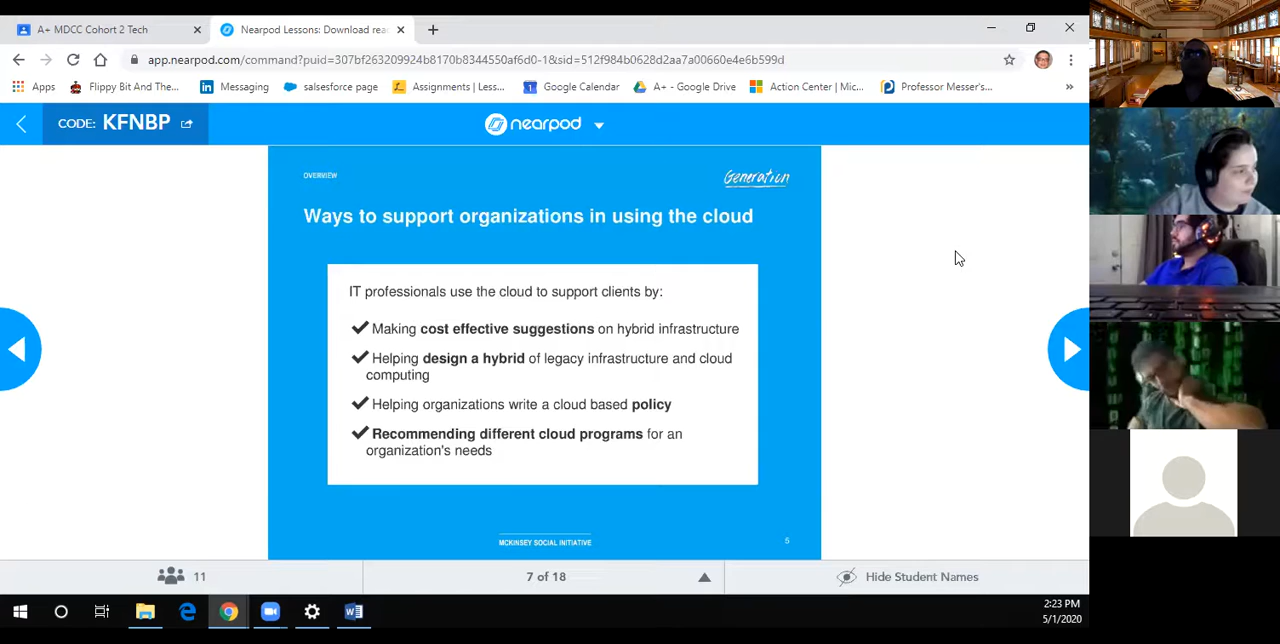 A+ MDCC Cohort 2 Tech
Nearpod Lessons: Download rea
app.nearpod.com/command?puid=307bf263209924b8170b8344550af6d0-1&sid=512f984b0628d2aa7a00660e4e6b599d
Apps Flippy Bit And The... Messaging salsesforce page Assignments | Less... Google Calendar A+ - Google Drive Action Center | Mic... Professor Messer's... »
CODE: KFNBP
nearpod
OVERVIEW
Generation
Ways to support organizations in using the cloud
IT professionals use the cloud to support clients by:
Making cost effective suggestions on hybrid infrastructure
Helping design a hybrid of legacy infrastructure and cloud
computing
Helping organizations write a cloud based policy
Recommending different cloud programs for an
organization's needs
MCKINSEY SOCIAL INITIATIVE
5
11
7 of 18
Hide Student Names
2:23 PM
5/1/2020